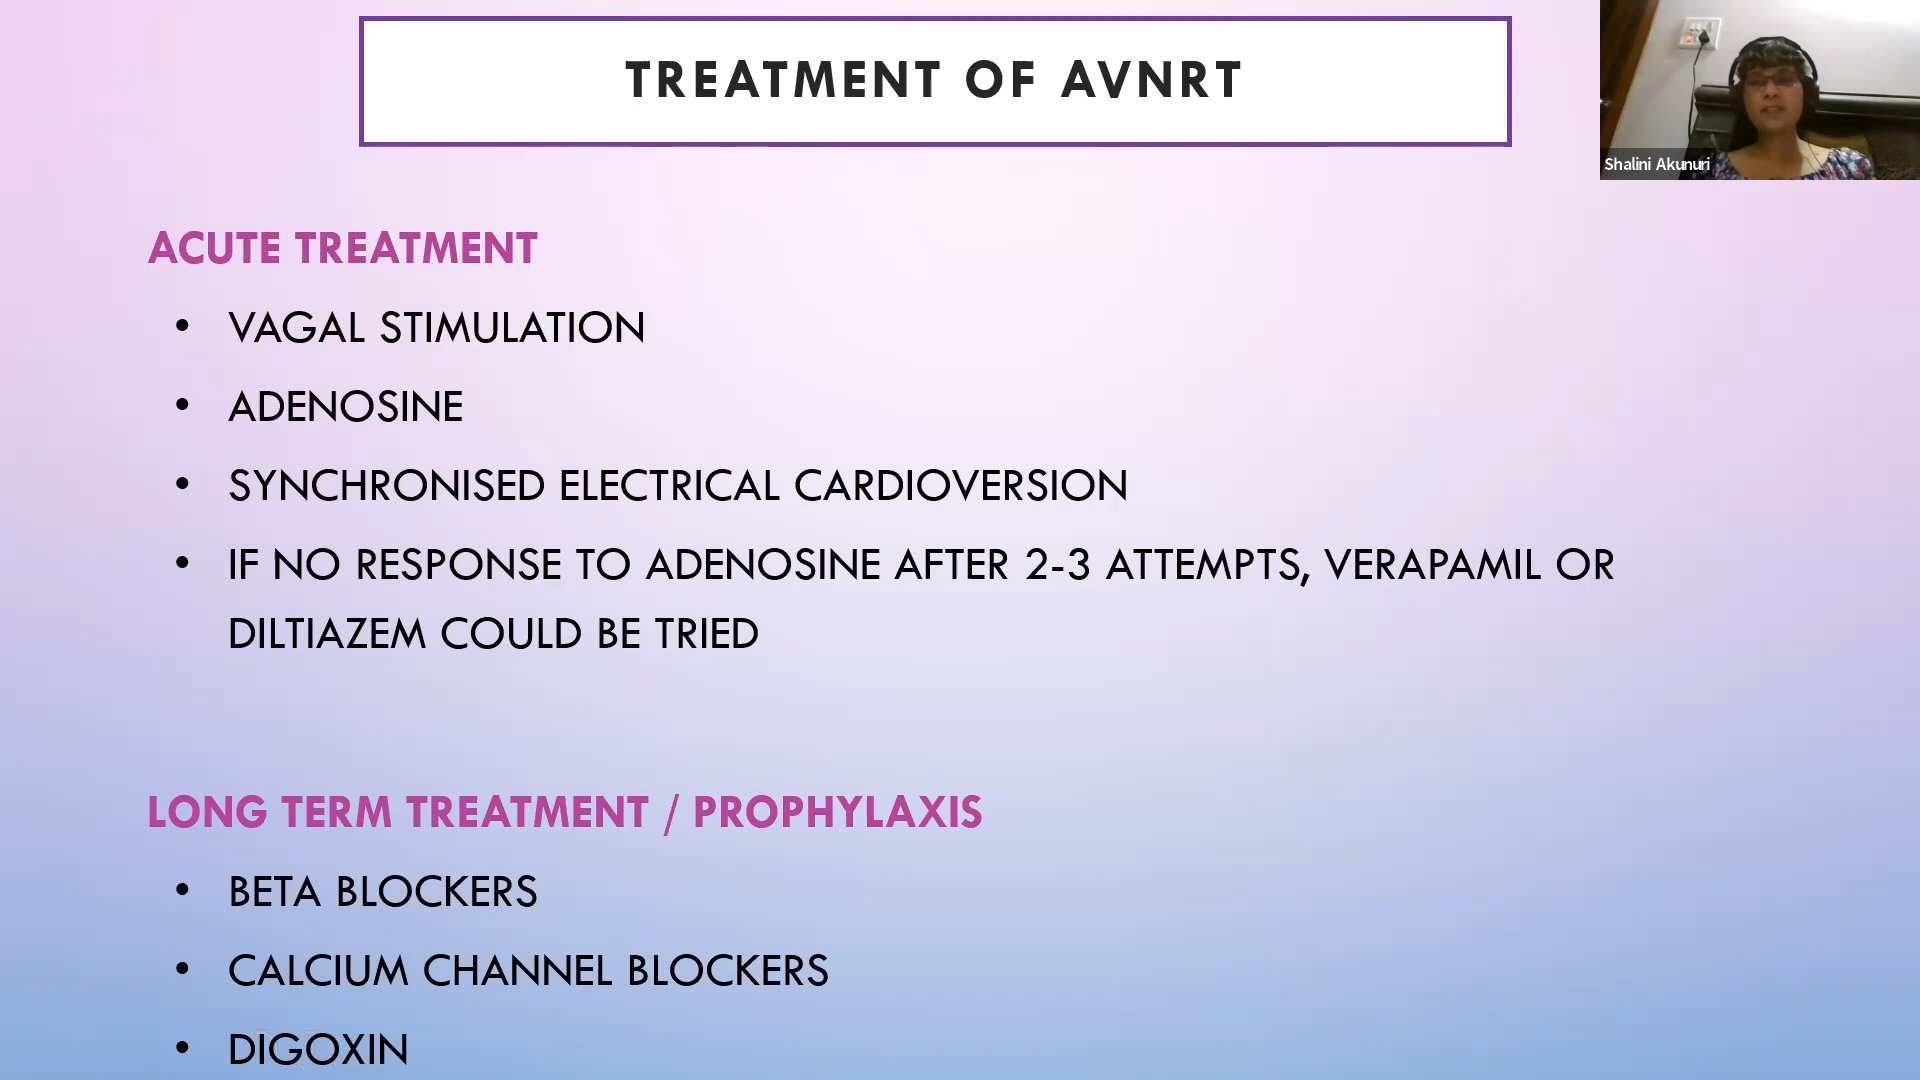 TREATMENT OF AVNRT
Shalini Akunuri
ACUTE TREATMENT
• VAGAL STIMULATION
• ADENOSINE
• SYNCHRONISED ELECTRICAL CARDIOVERSION
• IF NO RESPONSE TO ADENOSINE AFTER 2-3 ATTEMPTS, VERAPAMIL OR
DILTIAZEM COULD BE TRIED
LONG TERM TREATMENT / PROPHYLAXIS
• BETA BLOCKERS
• CALCIUM CHANNEL BLOCKERS
• DIGOXIN